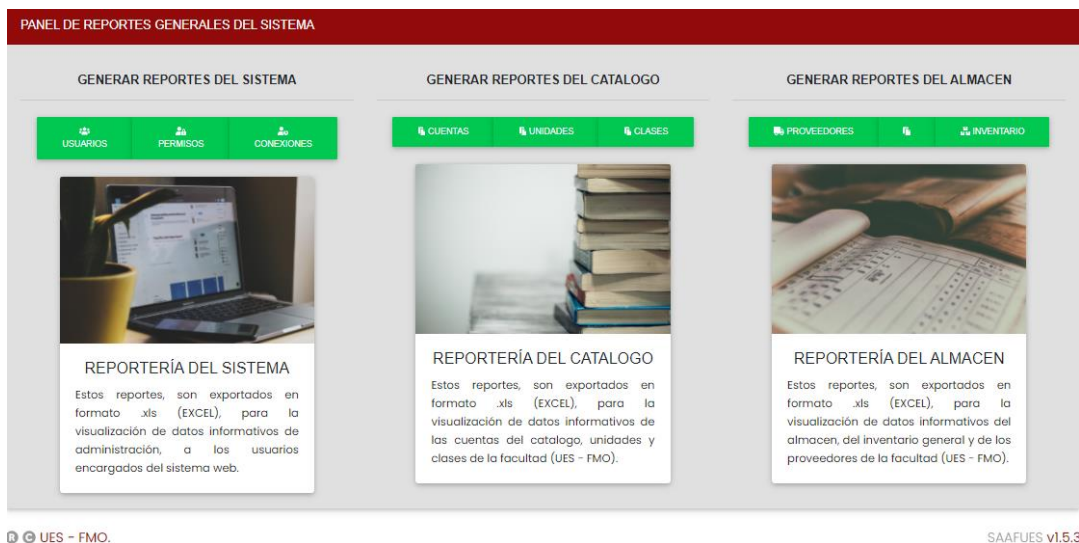 PANEL DE REPORTES GENERALES DEL SISTEMA
GENERAR REPORTES DEL SISTEMA
USUARIOS
PERMISOS
CONEXIONES
REPORTERÍA DEL SISTEMA
Estos reportes, son exportados en
formato .xls (EXCEL), para la
visualización de datos informativos de
administración, a los usuarios
encargados del sistema web.
GENERAR REPORTES DEL CATALOGO
CUENTAS
UNIDADES
CLASES
REPORTERÍA DEL CATALOGO
Estos reportes, son exportados en
formato .xls (EXCEL), para la
visualización de datos informativos de
las cuentas del catalogo, unidades y
clases de la facultad (UES - FMO).
GENERAR REPORTES DEL ALMACEN
PROVEEDORES
INVENTARIO
REPORTERÍA DEL ALMACEN
Estos reportes, son exportados en
formato .xls (EXCEL), para la
visualización de datos informativos del
almacen, del inventario general y de los
proveedores de la facultad (UES - FMO).
R C UES - FMO.
SAAFUES v1.5.3